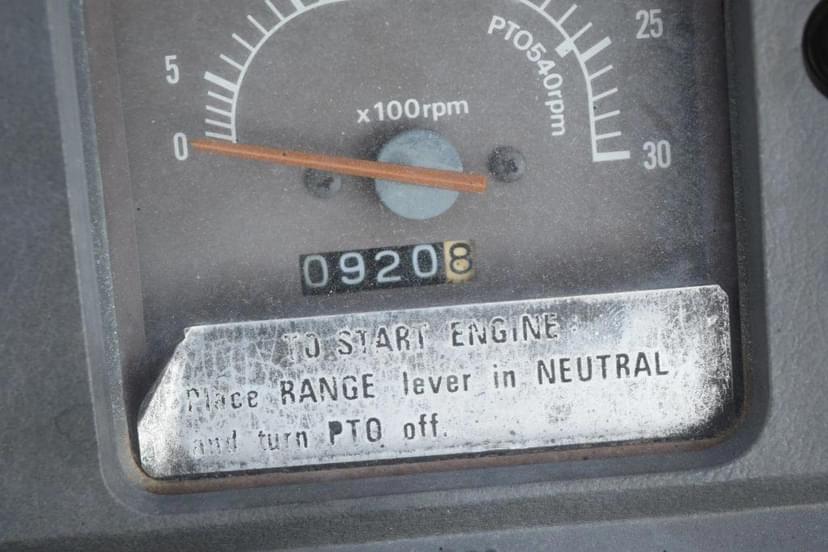 25
5
PTO540rpm
x100rpm
0
30
09208
TO START ENGINE
Place RANGE lever in NEUTRAL
and turn PTO off.